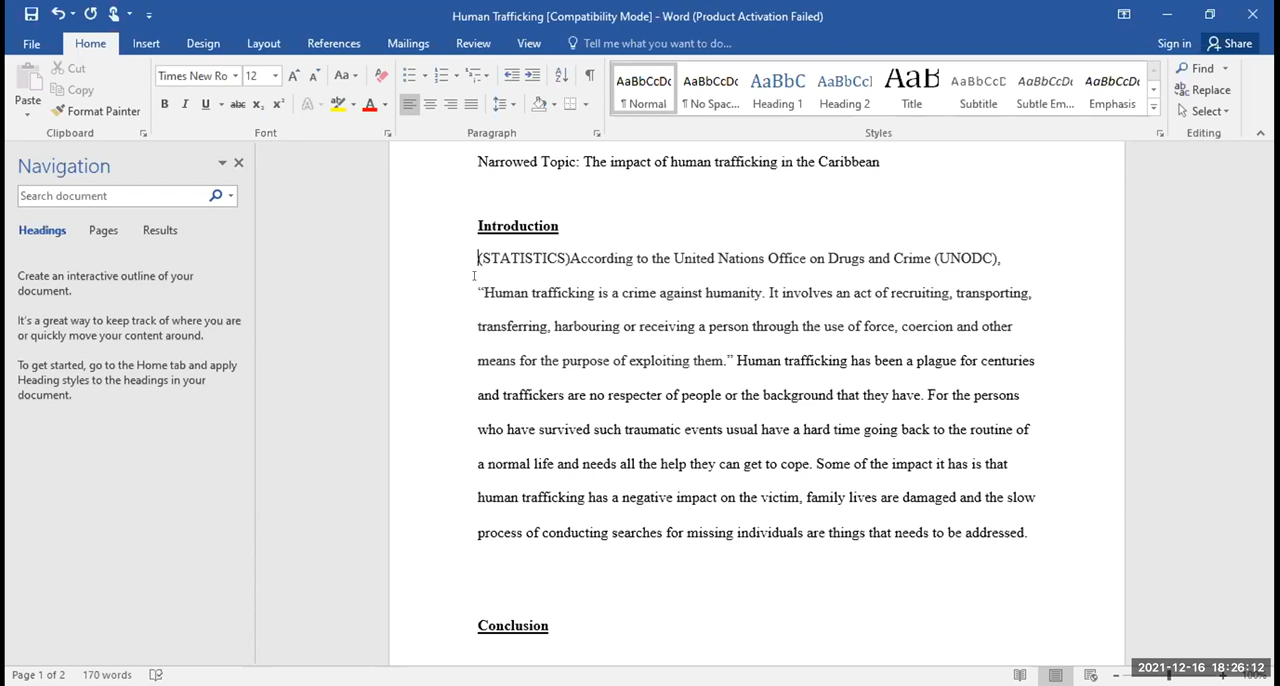 Human Trafficking [Compatibility Mode] - Word (Product Activation Failed)
File Home Insert Design Layout References Mailings Review View Tell me what you want to do... Sign in Share
Paste
Cut
Copy
Format Painter
Clipboard
Times New Ro 12
Font
Paragraph
AaBbCcDc AaBbCcDc AaBbC AaBbCcI AaB AaBbCcD AaBbCcDc AaBbCcDc
¶ Normal ¶ No Spac... Heading 1 Heading 2 Title Subtitle Subtle Em... Emphasis
Styles
Find
Replace
Select
Editing
Navigation
Search document
Headings Pages Results
Create an interactive outline of your
document.
It's a great way to keep track of where you are
or quickly move your content around.
To get started, go to the Home tab and apply
Heading styles to the headings in your
document.
Narrowed Topic: The impact of human trafficking in the Caribbean
Introduction
(STATISTICS)According to the United Nations Office on Drugs and Crime (UNODC),
“Human trafficking is a crime against humanity. It involves an act of recruiting, transporting,
transferring, harbouring or receiving a person through the use of force, coercion and other
means for the purpose of exploiting them.” Human trafficking has been a plague for centuries
and traffickers are no respecter of people or the background that they have. For the persons
who have survived such traumatic events usual have a hard time going back to the routine of
a normal life and needs all the help they can get to cope. Some of the impact it has is that
human trafficking has a negative impact on the victim, family lives are damaged and the slow
process of conducting searches for missing individuals are things that needs to be addressed.
Conclusion
Page 1 of 2 170 words
2021-12-16 18:26:12
100%